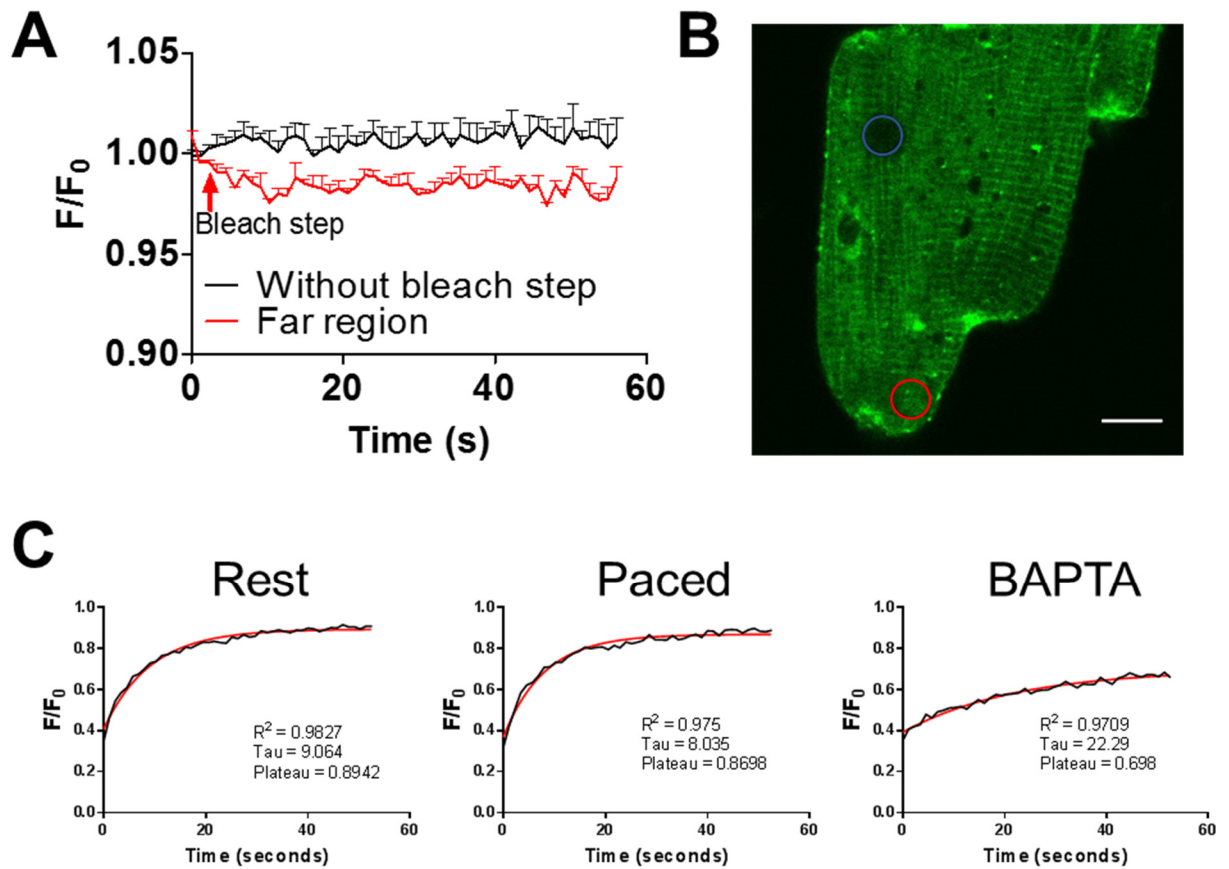 A
1.05
1.00
0.95
0.90
F/F0
Bleach step
Without bleach step
Far region
0
20
40
60
Time (s)
B
C
Rest
1.0
0.8
0.6
0.4
0.2
0.0
F/F0
R2 = 0.9827
Tau = 9.064
Plateau = 0.8942
0
20
40
60
Time (seconds)
Paced
1.0
0.8
0.6
0.4
0.2
0.0
F/F0
R2 = 0.975
Tau = 8.035
Plateau = 0.8698
0
20
40
60
Time (seconds)
BAPTA
1.0
0.8
0.6
0.4
0.2
0.0
F/F0
R2 = 0.9709
Tau = 22.29
Plateau = 0.698
0
20
40
60
Time (seconds)